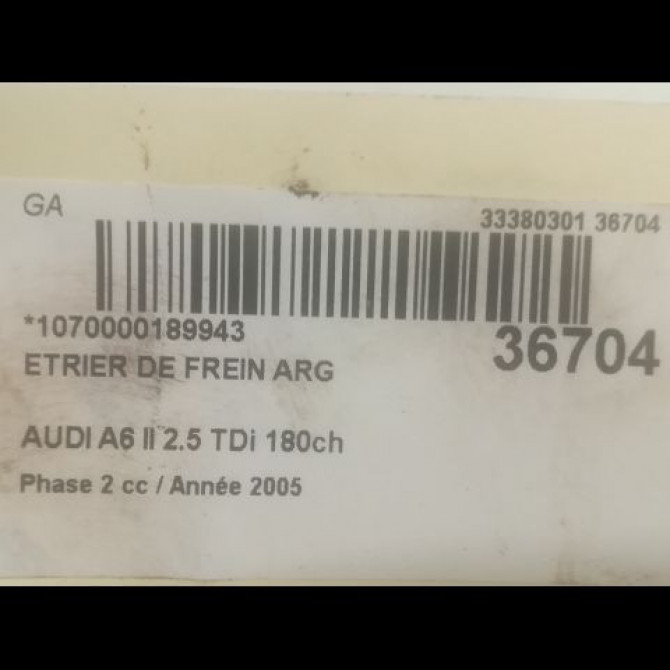 GA
33380301 36704
*1070000189943
36704
ETRIER DE FREIN ARG
AUDI A6 II 2.5 TDi 180ch
Phase 2 cc / Année 2005